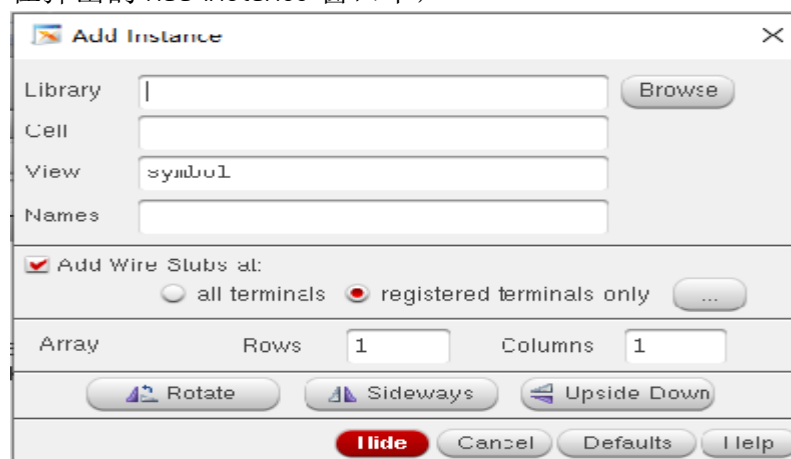 Add Instance
Library Browse
Cell
View symbol
Names
Add Wire Stubs at:
all terminals registered terminals only ...
Array Rows 1 Columns 1
Rotate Sideways Upside Down
Hide Cancel Defaults Help